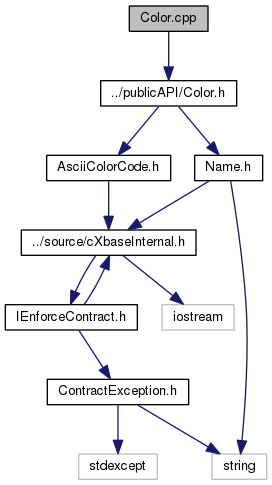 Color.cpp
../publicAPI/Color.h
AsciiColorCode.h
Name.h
../source/cXbaseInternal.h
IEnforceContract.h
iostream
ContractException.h
stdexcept
string